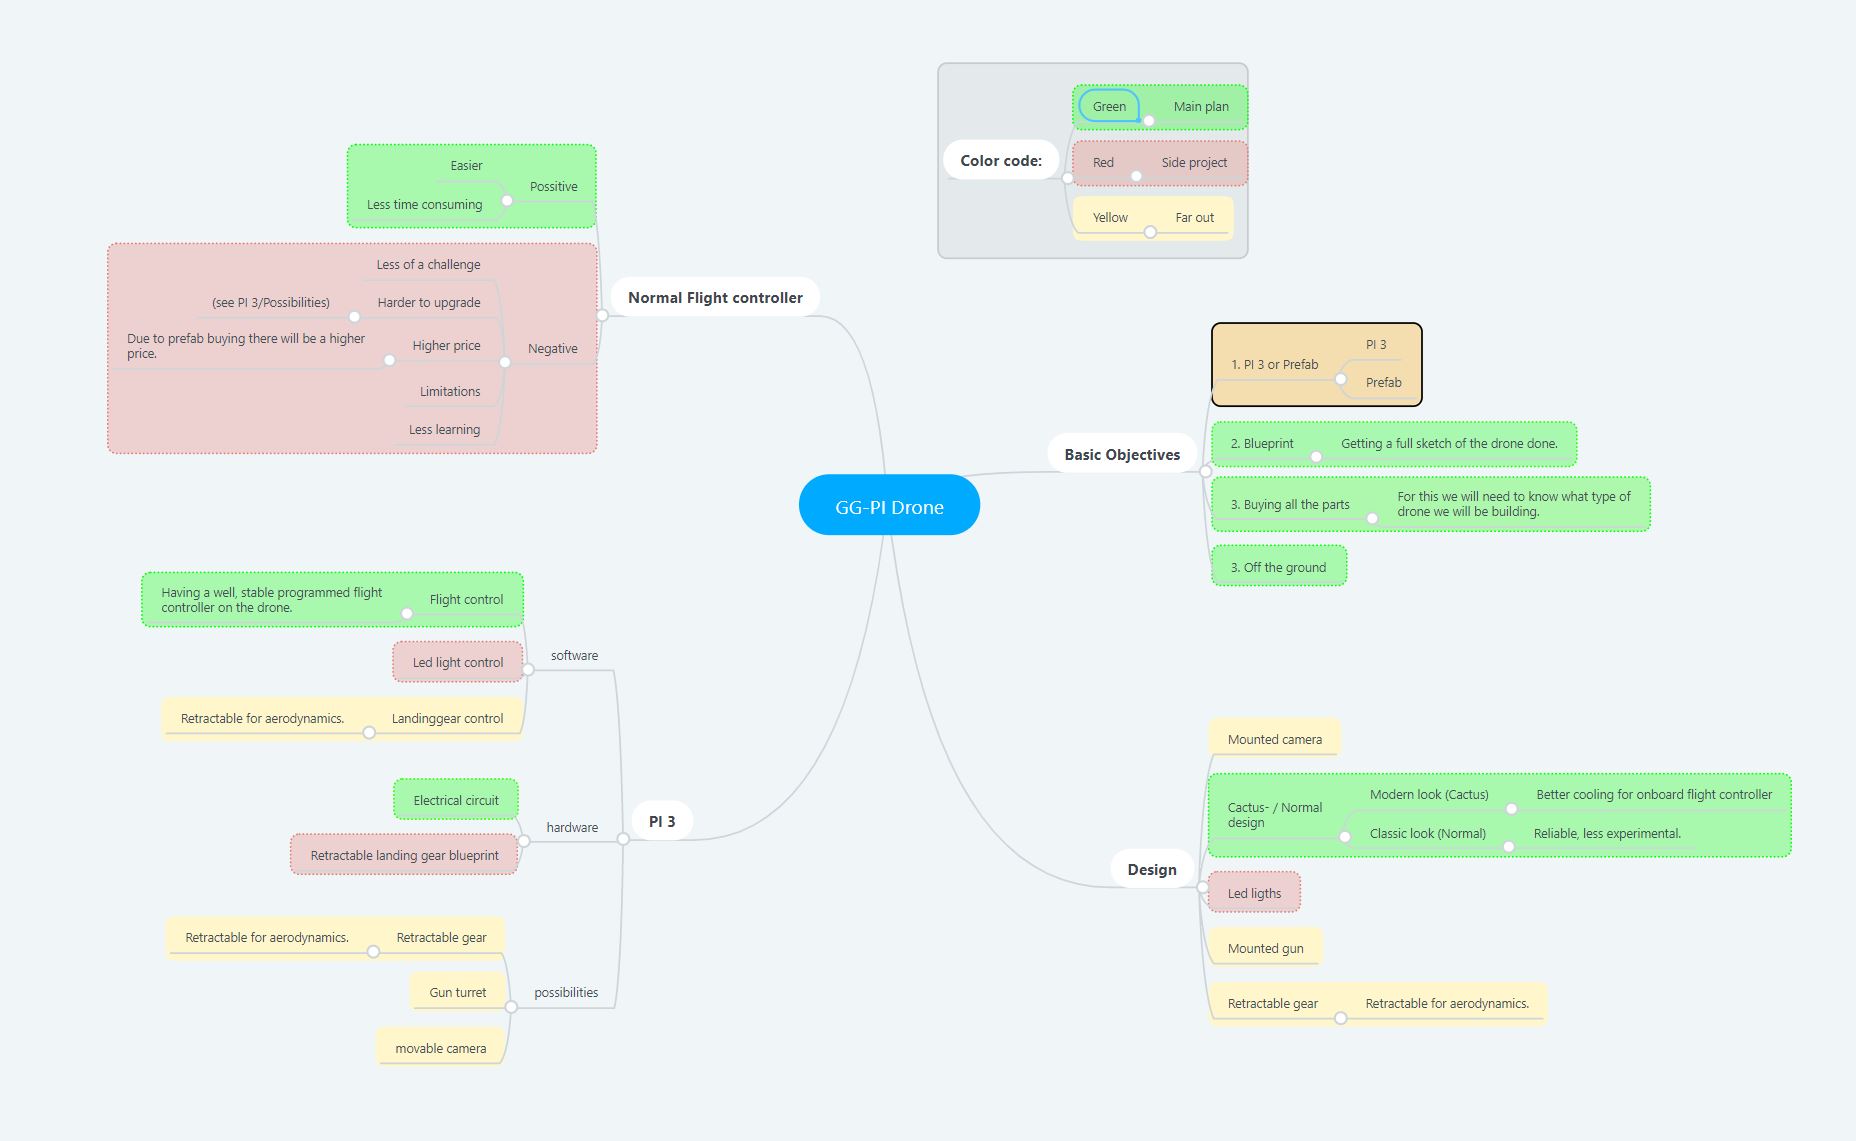 Color code:
Green
Main plan
Red
Side project
Yellow
Far out
GG-PI Drone
Normal Flight controller
Possitive
Easier
Less time consuming
Negative
Less of a challenge
Harder to upgrade
(see PI 3/Possibilities)
Higher price
Due to prefab buying there will be a higher
price.
Limitations
Less learning
Basic Objectives
1. PI 3 or Prefab
PI 3
Prefab
2. Blueprint
Getting a full sketch of the drone done.
3. Buying all the parts
For this we will need to know what type of
drone we will be building.
3. Off the ground
PI 3
software
Flight control
Having a well, stable programmed flight
controller on the drone.
Led light control
Landinggear control
Retractable for aerodynamics.
hardware
Electrical circuit
Retractable landing gear blueprint
possibilities
Retractable gear
Retractable for aerodynamics.
Gun turret
movable camera
Design
Mounted camera
Cactus- / Normal
design
Modern look (Cactus)
Better cooling for onboard flight controller
Classic look (Normal)
Reliable, less experimental.
Led ligths
Mounted gun
Retractable gear
Retractable for aerodynamics.